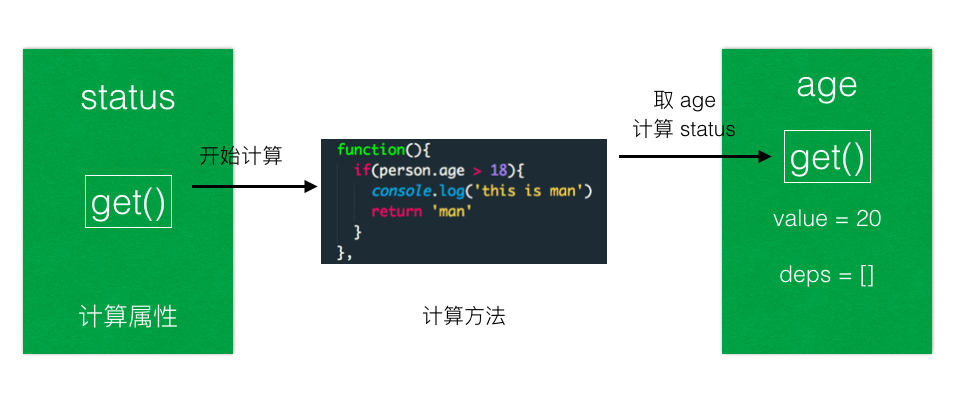 status
get()
计算属性
开始计算
function(){
if(person.age > 18){
console.log('this is man')
return 'man'
}
},
计算方法
取 age
计算 status
age
get()
value = 20
deps = []